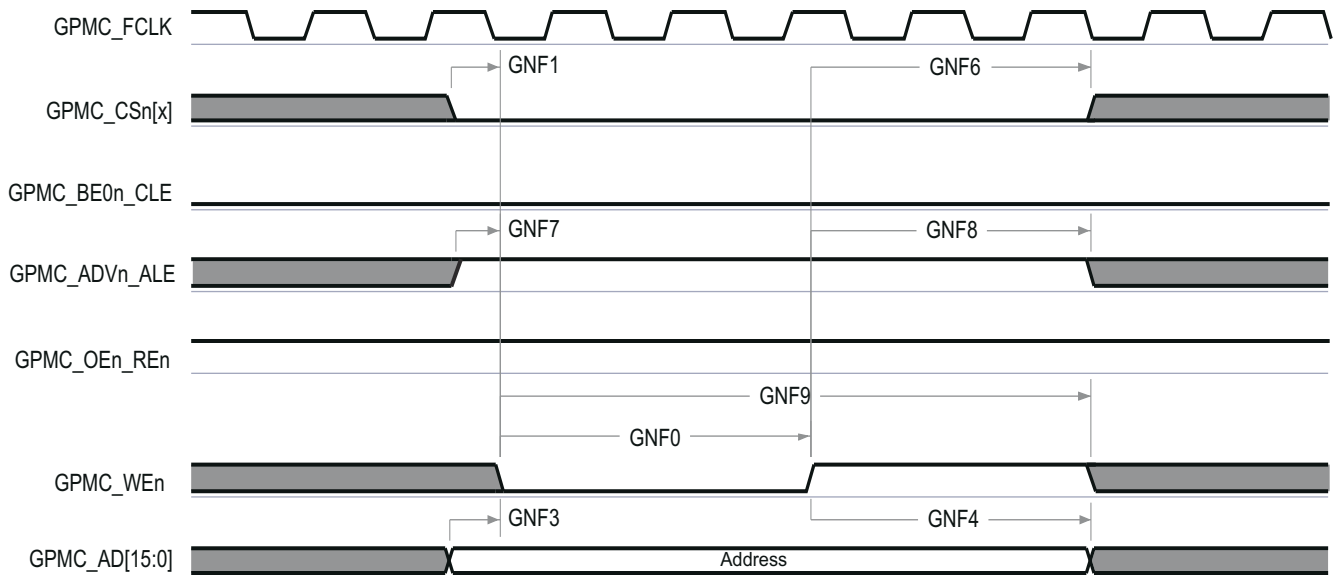 GPMC_FCLK
GNF1
GNF6
GPMC_CSn[x]
GPMC_BE0n_CLE
GNF7
GNF8
GPMC_ADVn_ALE
GPMC_OEn_REn
GNF9
GNF0
GPMC_WEn
GNF3
GNF4
GPMC_AD[15:0]
Address